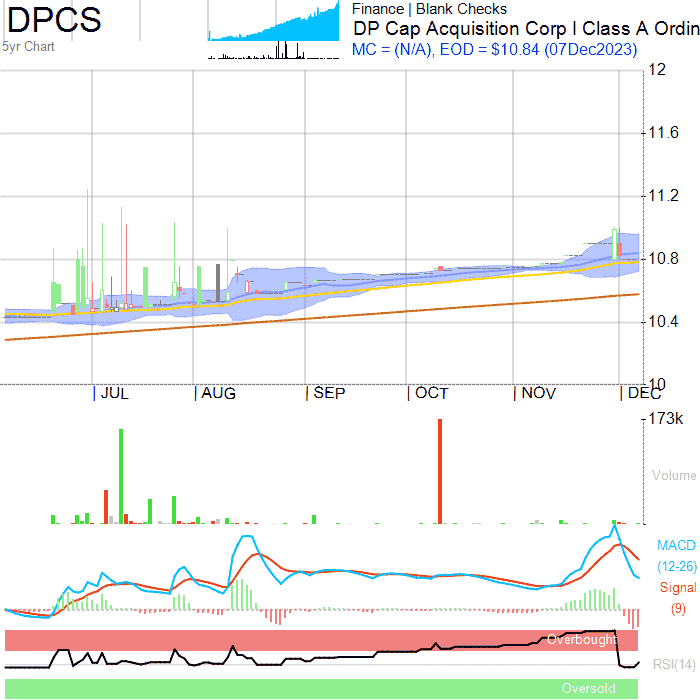 DPCS
5yr Chart
Finance | Blank Checks
DP Cap Acquisition Corp I Class A Ordin
MC = (N/A), EOD = $10.84 (07Dec2023)
12
11.6
11.2
10.8
10.4
10
JUL
AUG
SEP
OCT
NOV
DEC
173k
Volume
MACD
(12-26)
Signal
(9)
Overbought
RSI(14)
Oversold